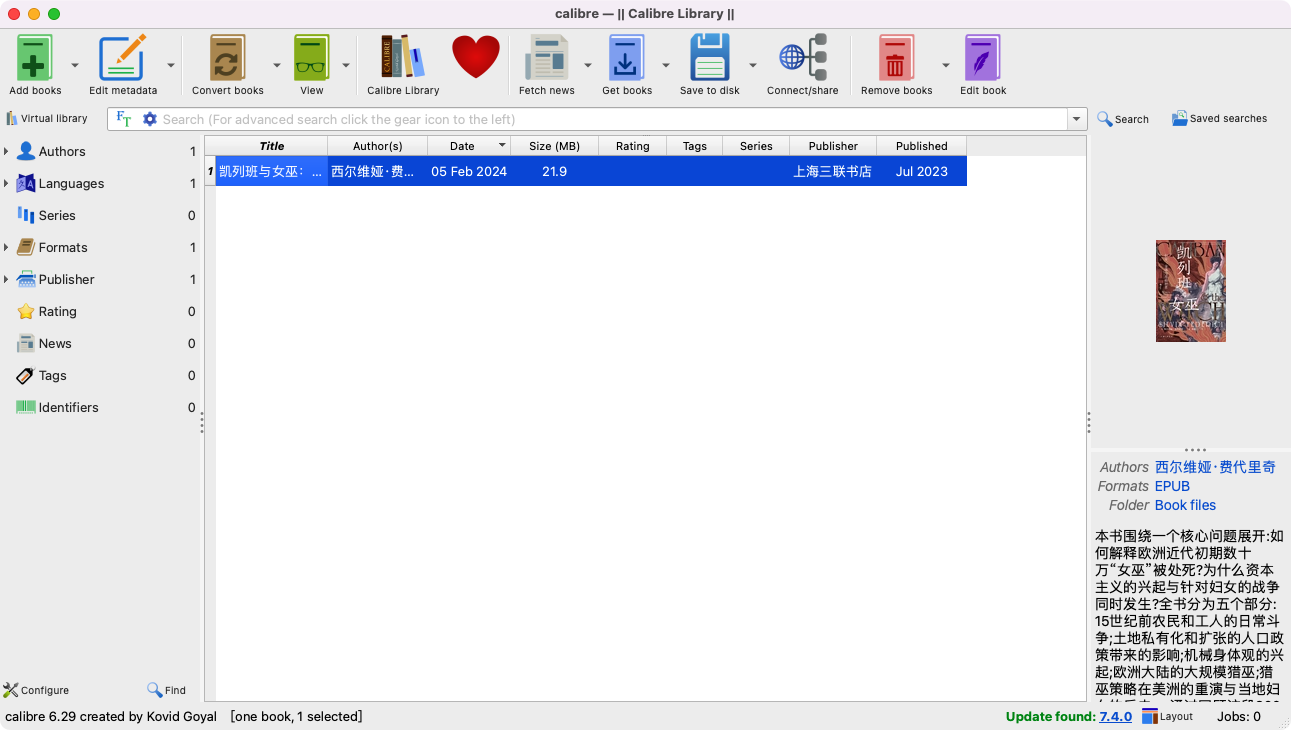 calibre — || Calibre Library ||
Add books
Edit metadata
Convert books
View
Calibre Library
Fetch news
Get books
Save to disk
Connect/share
Remove books
Edit book
Virtual library
Search (For advanced search click the gear icon to the left)
Search
Saved searches
Authors 1
Languages 1
Series 0
Formats 1
Publisher 1
Rating 0
News 0
Tags 0
Identifiers 0
Configure
Find
Title Author(s) Date Size (MB) Rating Tags Series Publisher Published
1 凯列班与女巫：... 西尔维娅·费... 05 Feb 2024 21.9 上海三联书店 Jul 2023
凯列班与女巫
Authors 西尔维娅·费代里奇
Formats EPUB
Folder Book files
本书围绕一个核心问题展开:如
何解释欧洲近代初期数十
万“女巫”被处死?为什么资本
主义的兴起与针对妇女的战争
同时发生?全书分为五个部分:
15世纪前农民和工人的日常斗
争;土地私有化和扩张的人口政
策带来的影响;机械身体观的兴
起;欧洲大陆的大规模猎巫;猎
巫策略在美洲的重演与当地妇
calibre 6.29 created by Kovid Goyal [one book, 1 selected]
Update found: 7.4.0
Layout
Jobs: 0